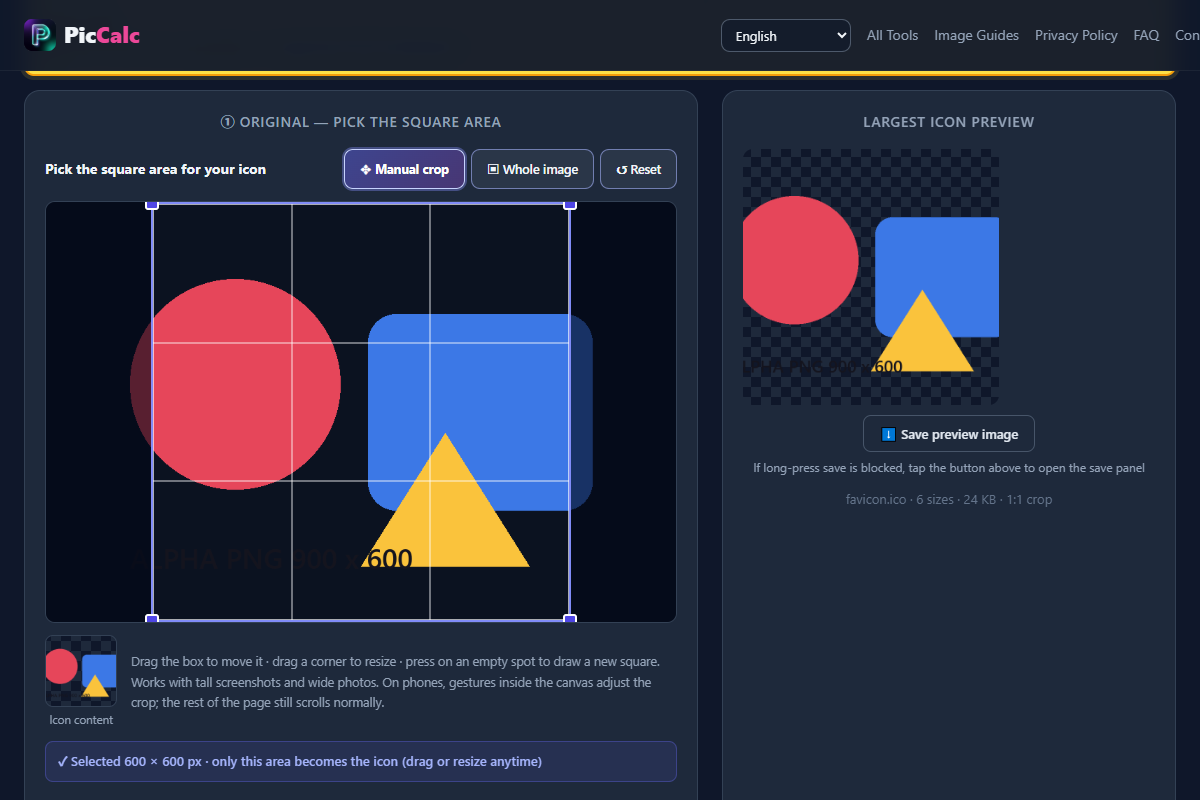 PicCalc
English
All Tools
Image Guides
Privacy Policy
FAQ
Con
① ORIGINAL — PICK THE SQUARE AREA
Pick the square area for your icon
✥ Manual crop
▣ Whole image
↺ Reset
ALPHA PNG 900 × 600
Icon content
Drag the box to move it · drag a corner to resize · press on an empty spot to draw a new square.
Works with tall screenshots and wide photos. On phones, gestures inside the canvas adjust the
crop; the rest of the page still scrolls normally.
✓ Selected 600 × 600 px · only this area becomes the icon (drag or resize anytime)
LARGEST ICON PREVIEW
600
⬇ Save preview image
If long-press save is blocked, tap the button above to open the save panel
favicon.ico · 6 sizes · 24 KB · 1:1 crop